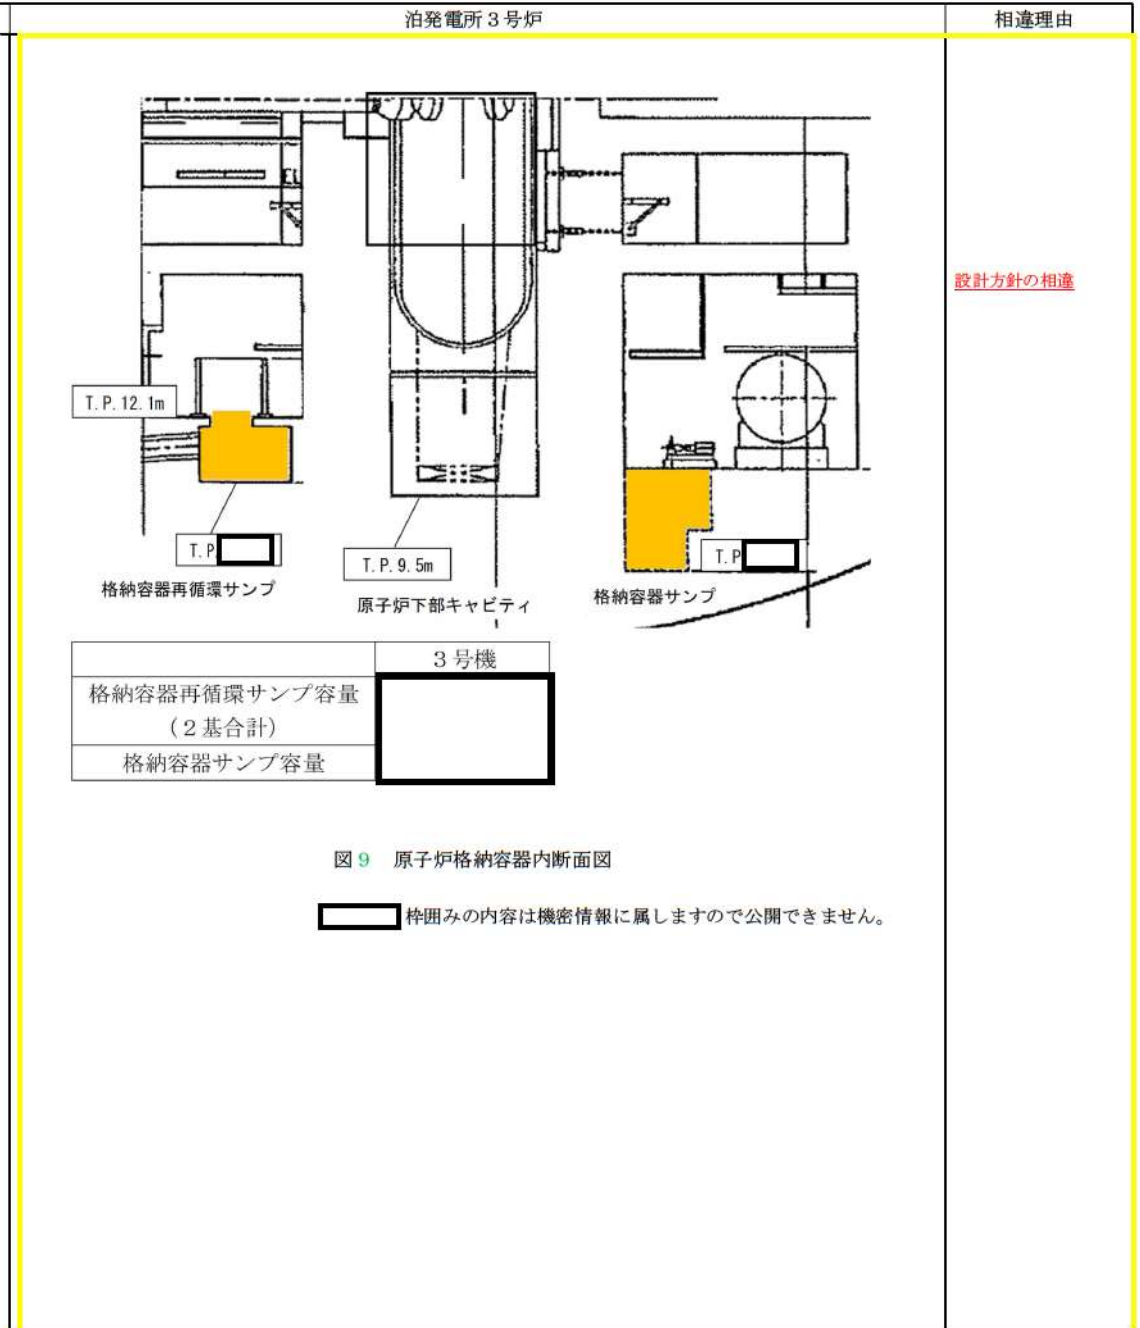 泊発電所3号炉
相違理由
EL
設計方針の相違
T.P.12.1m
T.P.
T.P.9.5m
T.P
格納容器再循環サンプ
原子炉下部キャビティ
格納容器サンプ
3号機
格納容器再循環サンプ容量
(2基合計)
格納容器サンプ容量
図9 原子炉格納容器内断面図
枠囲みの内容は機密情報に属しますので公開できません。